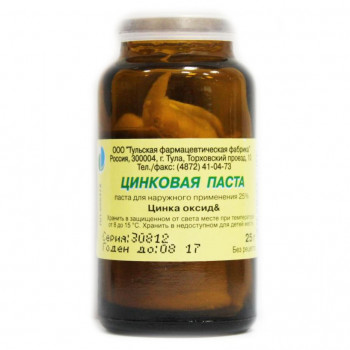 ООО "Тульская фармацевтическая фабрика"
Россия, 300004, г. Тула, Торховский проезд, 10
Тел./факс: (4872) 41-04-73
ЦИНКОВАЯ ПАСТА
паста для наружного применения 25%
Цинка оксид&
Хранить в защищенном от света месте при температуре
от 8 до 15 °С. Хранить в недоступном для детей месте
Серия:30812
Годен до:08 17
25
Без рецепта